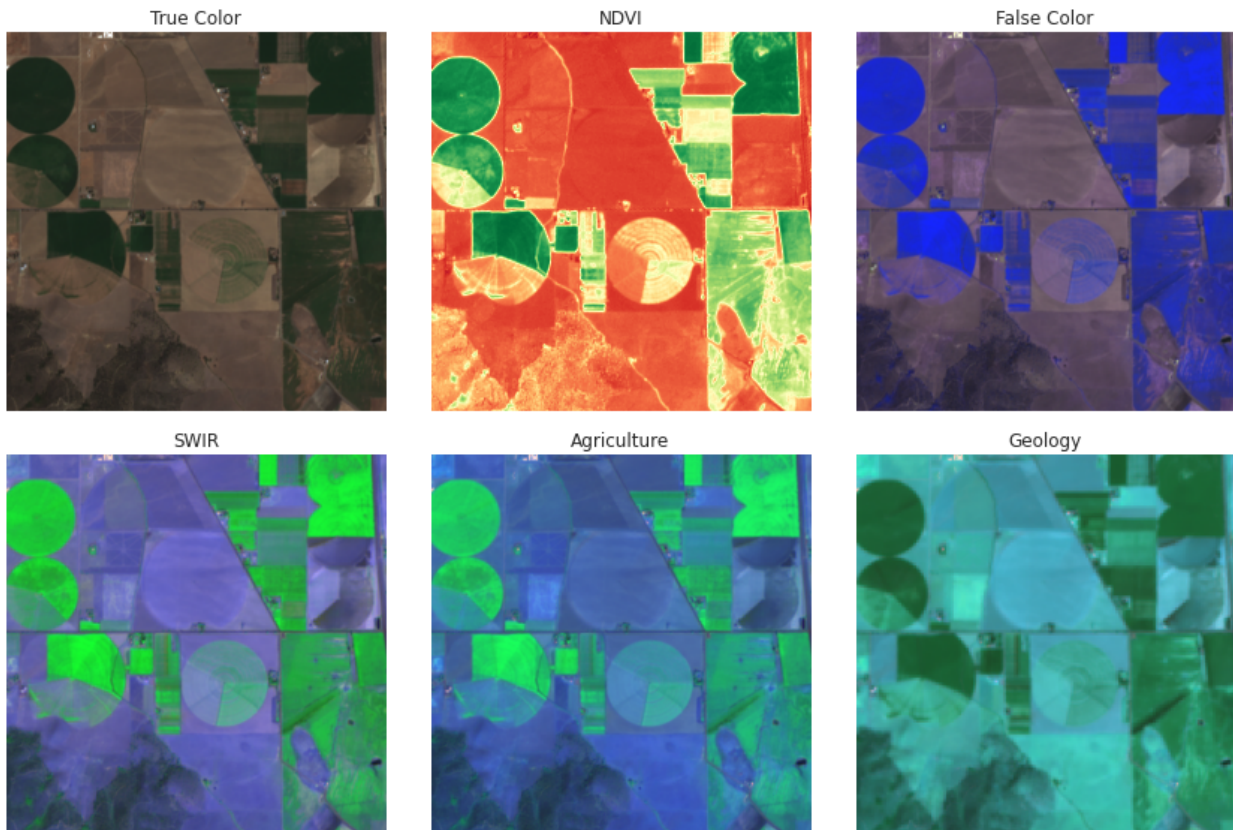 True Color
NDVI
False Color
SWIR
Agriculture
Geology